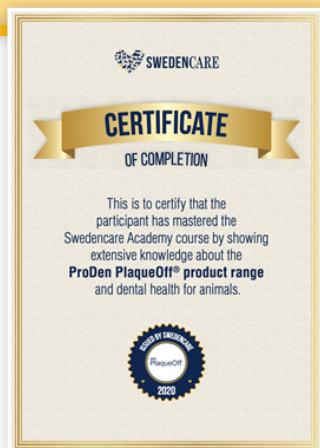 SWEDENCARE
CERTIFICATE
OF COMPLETION
This is to certify that the
participant has mastered the
Swedencare Academy course by showing
extensive knowledge about the
ProDen PlaqueOff® product range
and dental health for animals.
ISSUED BY SWEDENCARE
PlaqueOff
2020